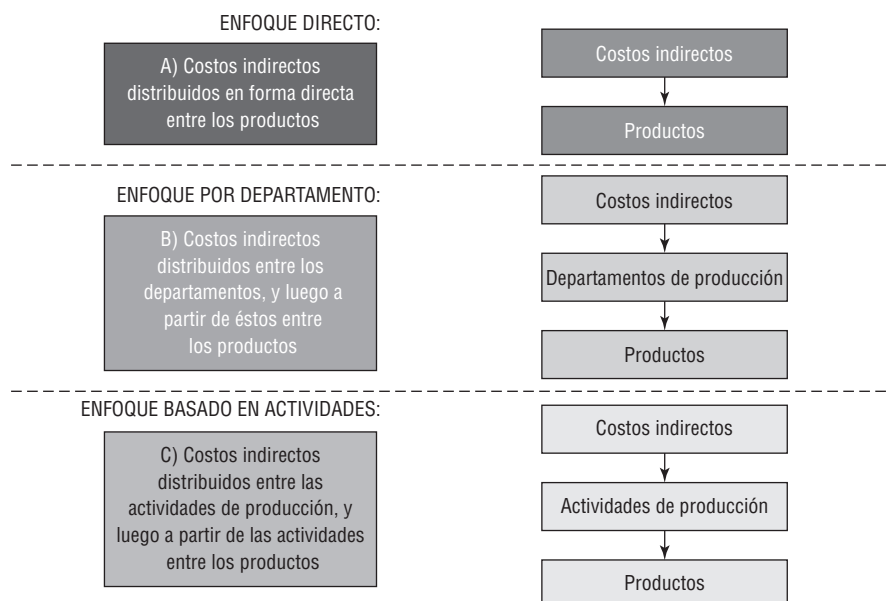 ENFOQUE DIRECTO:
A) Costos indirectos
distribuidos en forma directa
entre los productos
Costos indirectos
Productos
ENFOQUE POR DEPARTAMENTO:
B) Costos indirectos
distribuidos entre los
departamentos, y luego a
partir de éstos entre
los productos
Costos indirectos
Departamentos de producción
Productos
ENFOQUE BASADO EN ACTIVIDADES:
C) Costos indirectos
distribuidos entre las
actividades de producción, y
luego a partir de las actividades
entre los productos
Costos indirectos
Actividades de producción
Productos